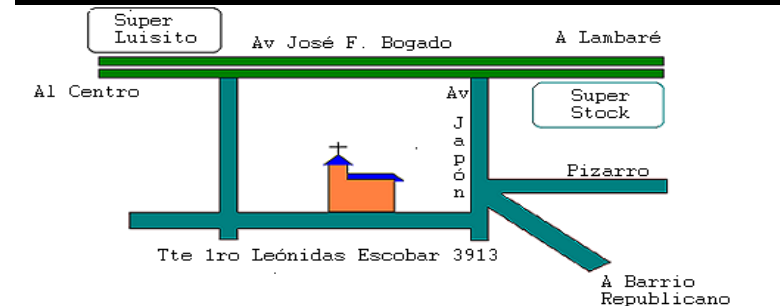 Super
Luisito
Av José F. Bogado
A Lambaré
Al Centro
Av Japón
Super
Stock
Pizarro
Tte 1ro Leónidas Escobar 3913
A Barrio
Republicano